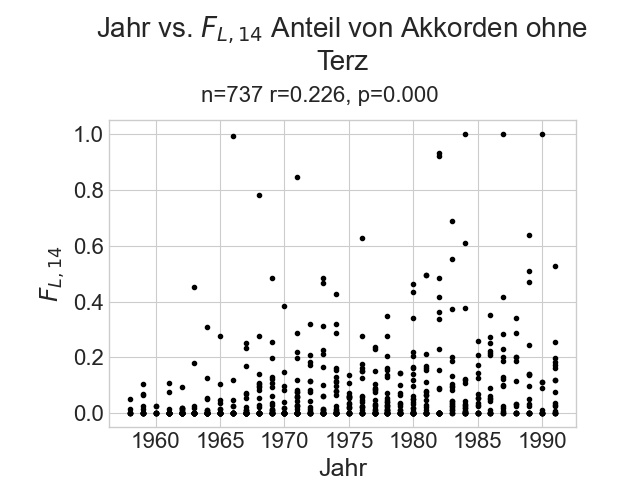 Jahr vs. F_{L,14} Anteil von Akkorden ohne
Terz
n=737 r=0.226, p=0.000
F_{L,14}
1.0
0.8
0.6
0.4
0.2
0.0
1960 1965 1970 1975 1980 1985 1990
Jahr